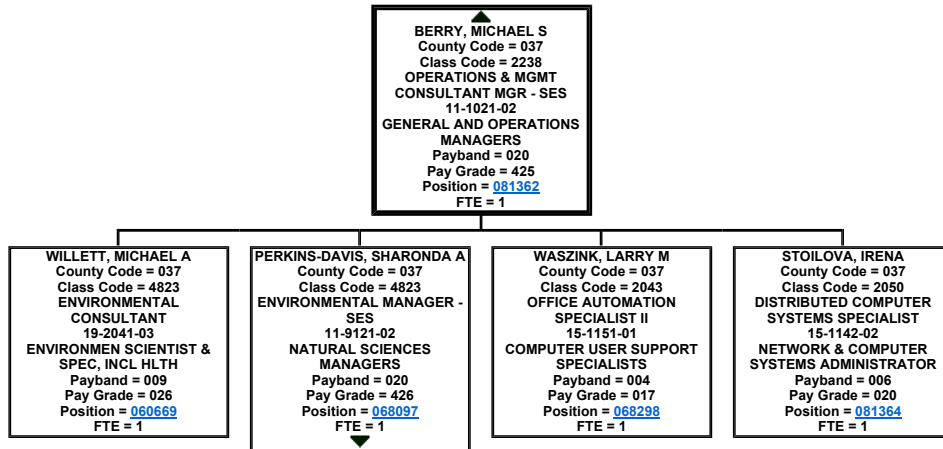 BERRY, MICHAEL S
County Code = 037
Class Code = 2238
OPERATIONS & MGMT
CONSULTANT MGR - SES
11-1021-02
GENERAL AND OPERATIONS
MANAGERS
Payband = 020
Pay Grade = 425
Position = 081362
FTE = 1
WILLETT, MICHAEL A
County Code = 037
Class Code = 4823
ENVIRONMENTAL
CONSULTANT
19-2041-03
ENVIRONMEN SCIENTIST &
SPEC, INCL HLTH
Payband = 009
Pay Grade = 026
Position = 060669
FTE = 1
PERKINS-DAVIS, SHARONDA A
County Code = 037
Class Code = 4823
ENVIRONMENTAL MANAGER -
SES
11-9121-02
NATURAL SCIENCES
MANAGERS
Payband = 020
Pay Grade = 426
Position = 068097
FTE = 1
WASZINK, LARRY M
County Code = 037
Class Code = 2043
OFFICE AUTOMATION
SPECIALIST II
15-1151-01
COMPUTER USER SUPPORT
SPECIALISTS
Payband = 004
Pay Grade = 017
Position = 068298
FTE = 1
STOILOVA, IRENA
County Code = 037
Class Code = 2050
DISTRIBUTED COMPUTER
SYSTEMS SPECIALIST
15-1142-02
NETWORK & COMPUTER
SYSTEMS ADMINISTRATOR
Payband = 006
Pay Grade = 020
Position = 081364
FTE = 1